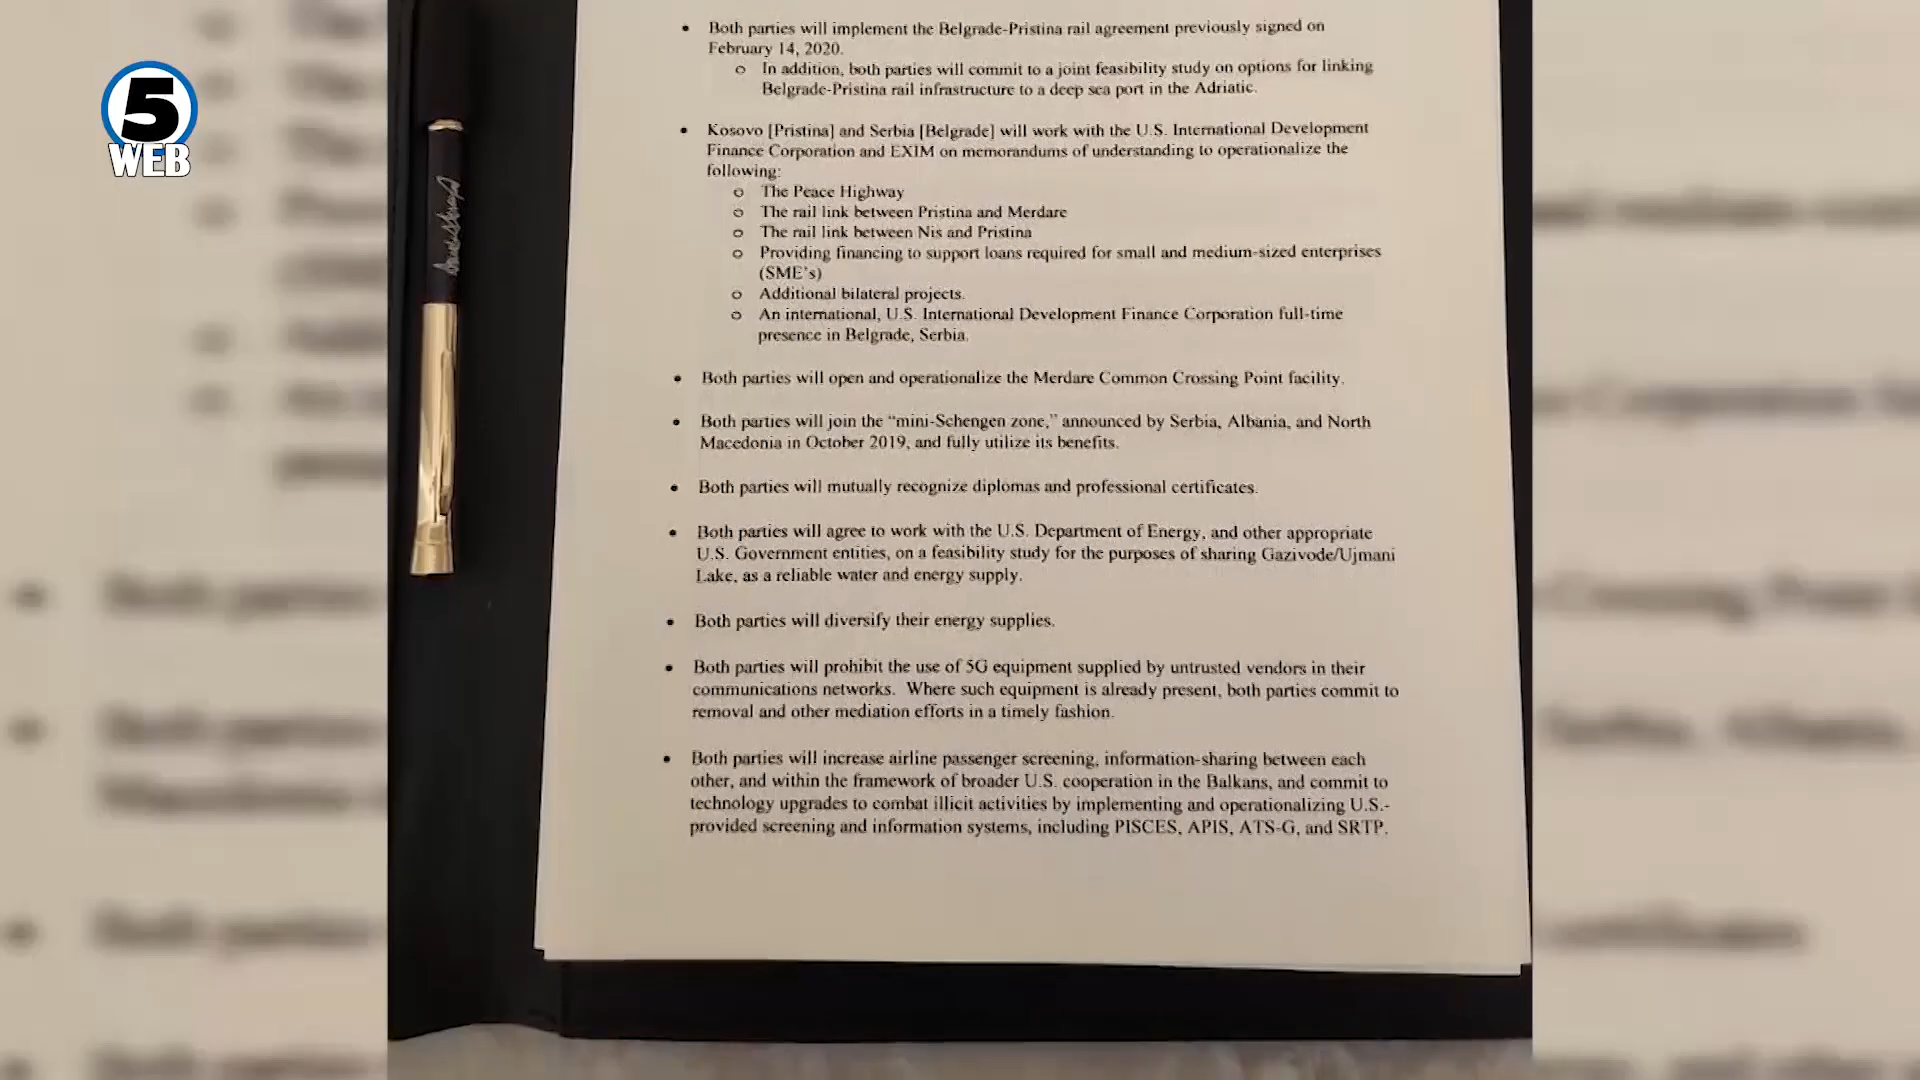 5
WEB
• Both parties will implement the Belgrade-Pristina rail agreement previously signed on
February 14, 2020.
o In addition, both parties will commit to a joint feasibility study on options for linking
Belgrade-Pristina rail infrastructure to a deep sea port in the Adriatic.
• Kosovo [Pristina] and Serbia [Belgrade] will work with the U.S. International Development
Finance Corporation and EXIM on memorandums of understanding to operationalize the
following:
o The Peace Highway
o The rail link between Pristina and Merdare
o The rail link between Nis and Pristina
o Providing financing to support loans required for small and medium-sized enterprises
(SME's)
o Additional bilateral projects.
o An international, U.S. International Development Finance Corporation full-time
presence in Belgrade, Serbia.
• Both parties will open and operationalize the Merdare Common Crossing Point facility.
• Both parties will join the “mini-Schengen zone,” announced by Serbia, Albania, and North
Macedonia in October 2019, and fully utilize its benefits.
• Both parties will mutually recognize diplomas and professional certificates.
• Both parties will agree to work with the U.S. Department of Energy, and other appropriate
U.S. Government entities, on a feasibility study for the purposes of sharing Gazivode/Ujmani
Lake, as a reliable water and energy supply.
• Both parties will diversify their energy supplies.
• Both parties will prohibit the use of 5G equipment supplied by untrusted vendors in their
communications networks. Where such equipment is already present, both parties commit to
removal and other mediation efforts in a timely fashion.
• Both parties will increase airline passenger screening, information-sharing between each
other, and within the framework of broader U.S. cooperation in the Balkans, and commit to
technology upgrades to combat illicit activities by implementing and operationalizing U.S.-
provided screening and information systems, including PISCES, APIS, ATS-G, and SRTP.